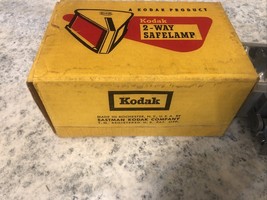 A KODAK PRODUCT
Kodak
2-WAY
SAFELAMP
Kodak
MADE IN ROCHESTER, N. Y., U. S. A. BY
EASTMAN KODAK COMPANY